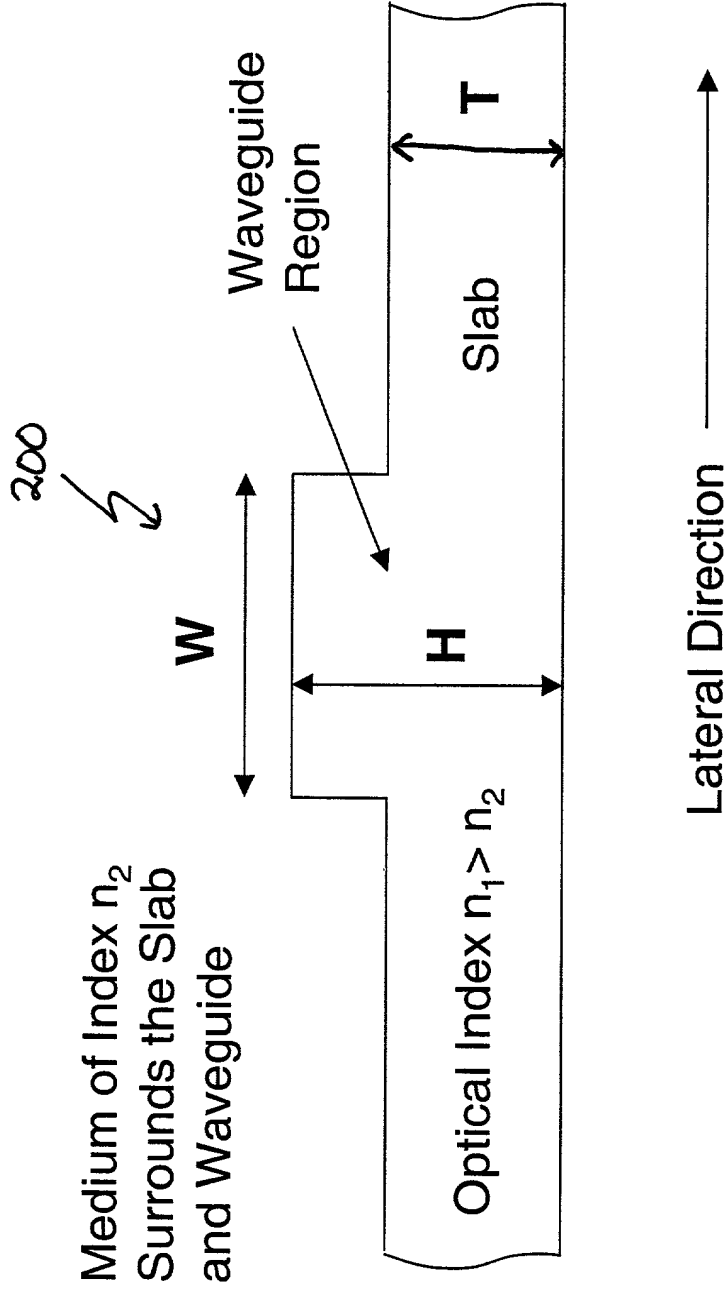 200
W
Medium of Index n₂
Surrounds the Slab
and Waveguide
Waveguide
Region
H
T
Optical Index n₁> n₂
Slab
Lateral Direction